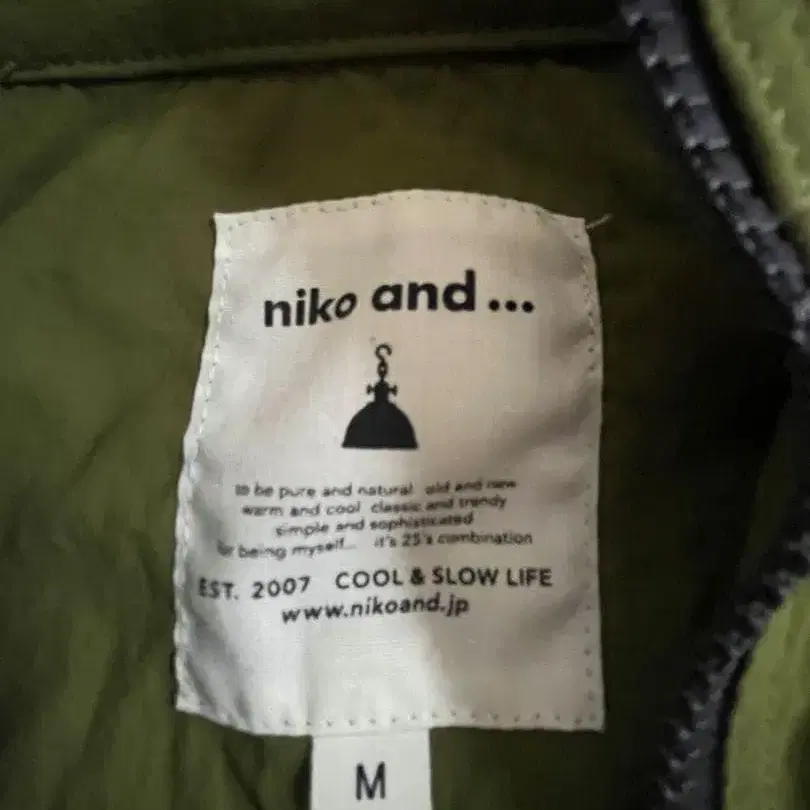 niko and ...
to be pure and natural old and new
warm and cool classic and trendy
simple and sophisticated
for being myself... it's 25's combination
EST. 2007 COOL & SLOW LIFE
www.nikoand.jp
M